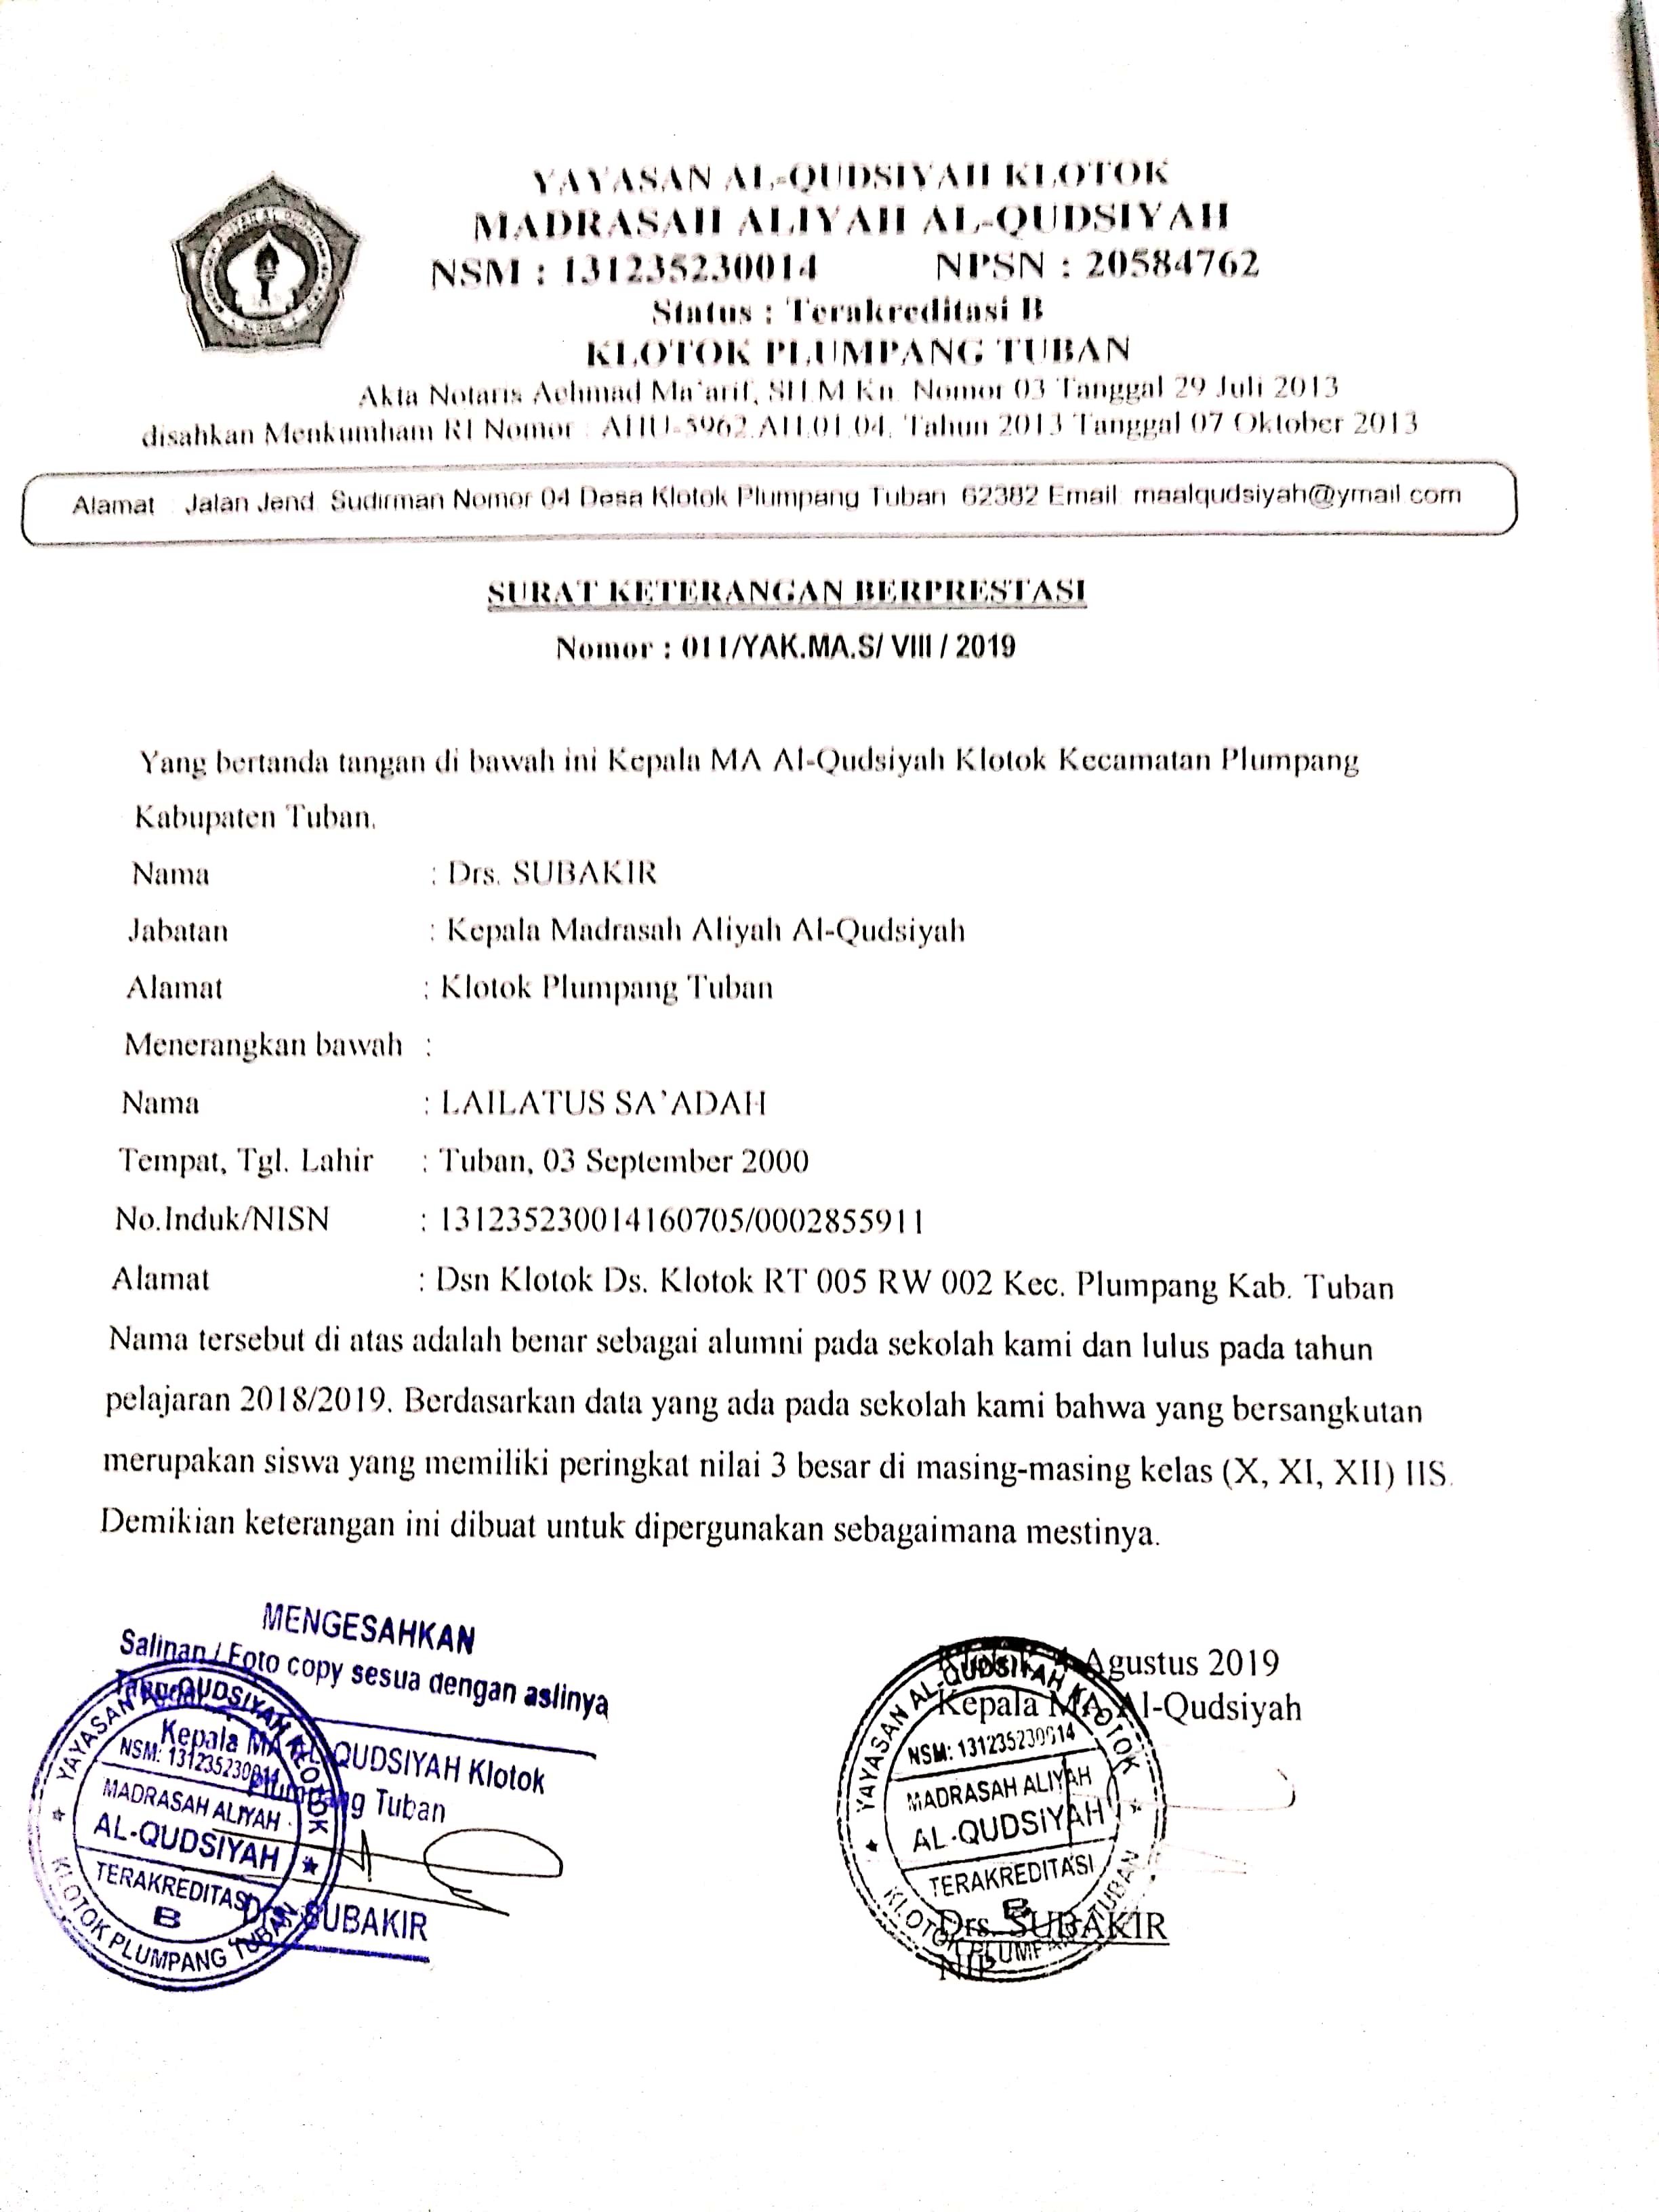 YAYASAN AL-QUDSIYAH KLOTOK
MADRASAH ALIYAH AL-QUDSIYAH
NSM : 131235230014 NPSN : 20584762
Status : Terakreditasi B
KLOTOK PLUMPANG TUBAN
Akta Notaris Achmad Ma'arif, SH.M.Kn. Nomor 03 Tanggal 29 Juli 2013
disahkan Menkumham RI Nomor : AHU-5962.AH.01.04. Tahun 2013 Tanggal 07 Oktober 2013
Alamat : Jalan Jend. Sudirman Nomor 04 Desa Klotok Plumpang Tuban 62382 Email: maalqudsiyah@ymail.com
SURAT KETERANGAN BERPRESTASI
Nomor : 011/YAK.MA.S/ VIII / 2019
Yang bertanda tangan di bawah ini Kepala MA Al-Qudsiyah Klotok Kecamatan Plumpang
Kabupaten Tuban.
Nama : Drs. SUBAKIR
Jabatan : Kepala Madrasah Aliyah Al-Qudsiyah
Alamat : Klotok Plumpang Tuban
Menerangkan bawah :
Nama : LAILATUS SA'ADAH
Tempat, Tgl. Lahir : Tuban, 03 September 2000
No.Induk/NISN : 131235230014160705/0002855911
Alamat : Dsn Klotok Ds. Klotok RT 005 RW 002 Kec. Plumpang Kab. Tuban
Nama tersebut di atas adalah benar sebagai alumni pada sekolah kami dan lulus pada tahun
pelajaran 2018/2019. Berdasarkan data yang ada pada sekolah kami bahwa yang bersangkutan
merupakan siswa yang memiliki peringkat nilai 3 besar di masing-masing kelas (X, XI, XII) IIS.
Demikian keterangan ini dibuat untuk dipergunakan sebagaimana mestinya.
MENGESAHKAN
Salinan / Foto copy sesua dengan aslinya
Kepala MA AL-QUDSIYAH Klotok
Plumpang Tuban
Drs. SUBAKIR
YAYASAN AL-QUDSIYAH KLOTOK
NSM: 131235230014
MADRASAH ALIYAH
AL-QUDSIYAH
TERAKREDITASI
B
KLOTOK PLUMPANG TUBAN
Agustus 2019
Kepala MA Al-Qudsiyah
YAYASAN AL-QUDSIYAH KLOTOK
NSM: 131235230014
MADRASAH ALIYAH
AL-QUDSIYAH
TERAKREDITASI
B
KLOTOK PLUMPANG TUBAN
Drs. SUBAKIR
NIP.